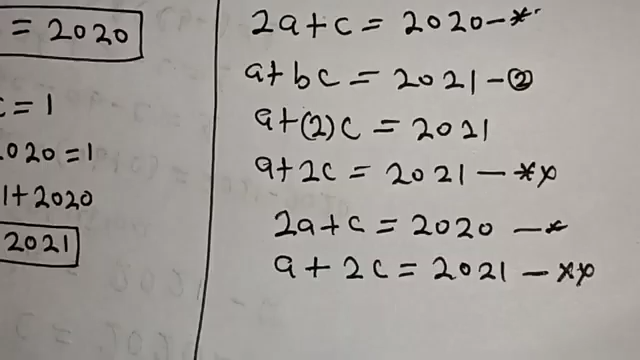 = 2020
c = 1
2020 = 1
1 + 2020
2021
2a + c = 2020 — *
a + bc = 2021 — ②
a + (2)c = 2021
a + 2c = 2021 — **
2a + c = 2020 — *
a + 2c = 2021 — **